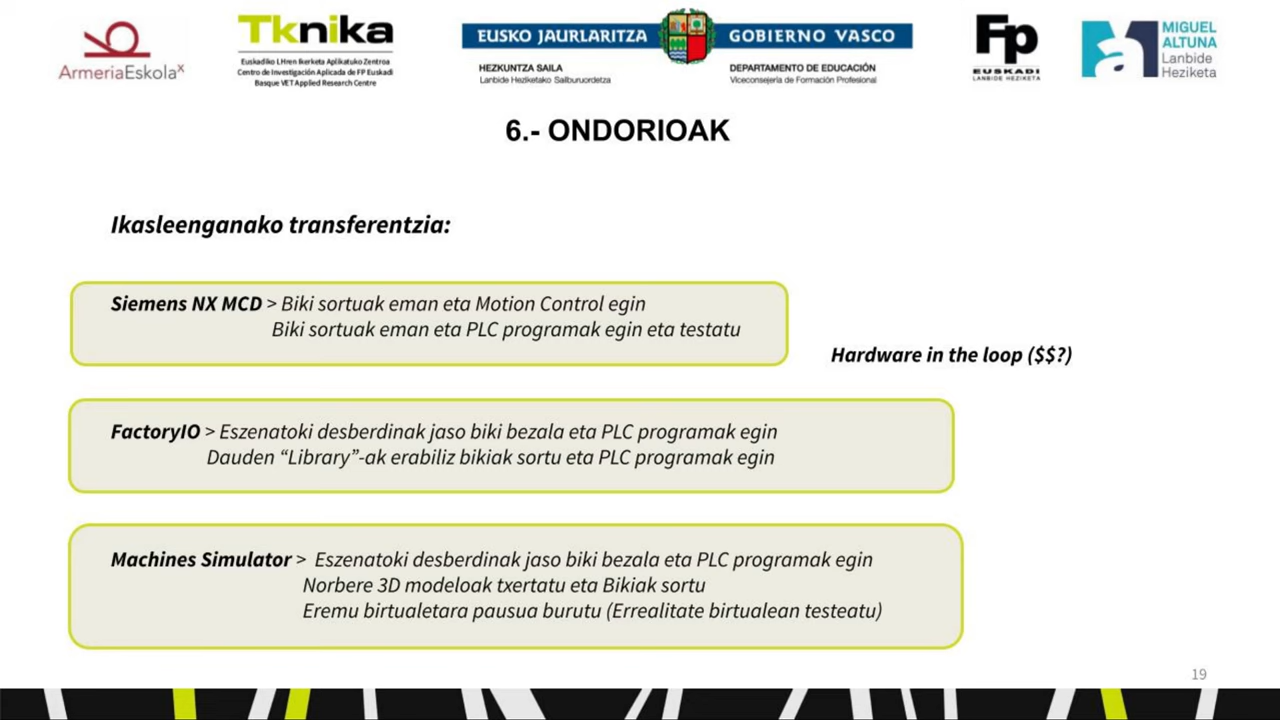 ArmeriaEskola x
Tknika
Euskadiko LHren Ikerketa Aplikatuko Zentroa
Centro de Investigación Aplicada de FP Euskadi
Basque VET Applied Research Centre
EUSKO JAURLARITZA
GOBIERNO VASCO
HEZKUNTZA SAILA
Lanbide Heziketako Sailburuordetza
DEPARTAMENTO DE EDUCACIÓN
Viceconsejería de Formación Profesional
Fp
EUSKADI
LANBIDE HEZIKETA
MIGUEL
ALTUNA
Lanbide
Heziketa
6.- ONDORIOAK
Ikasleenganako transferentzia:
Siemens NX MCD > Biki sortuak eman eta Motion Control egin
Biki sortuak eman eta PLC programak egin eta testatu
Hardware in the loop ($$?)
FactoryIO > Eszenatoki desberdinak jaso biki bezala eta PLC programak egin
Dauden “Library”-ak erabiliz bikiak sortu eta PLC programak egin
Machines Simulator > Eszenatoki desberdinak jaso biki bezala eta PLC programak egin
Norbere 3D modeloak txertatu eta Bikiak sortu
Eremu birtualetara pausua burutu (Errealitate birtualean testeatu)
19